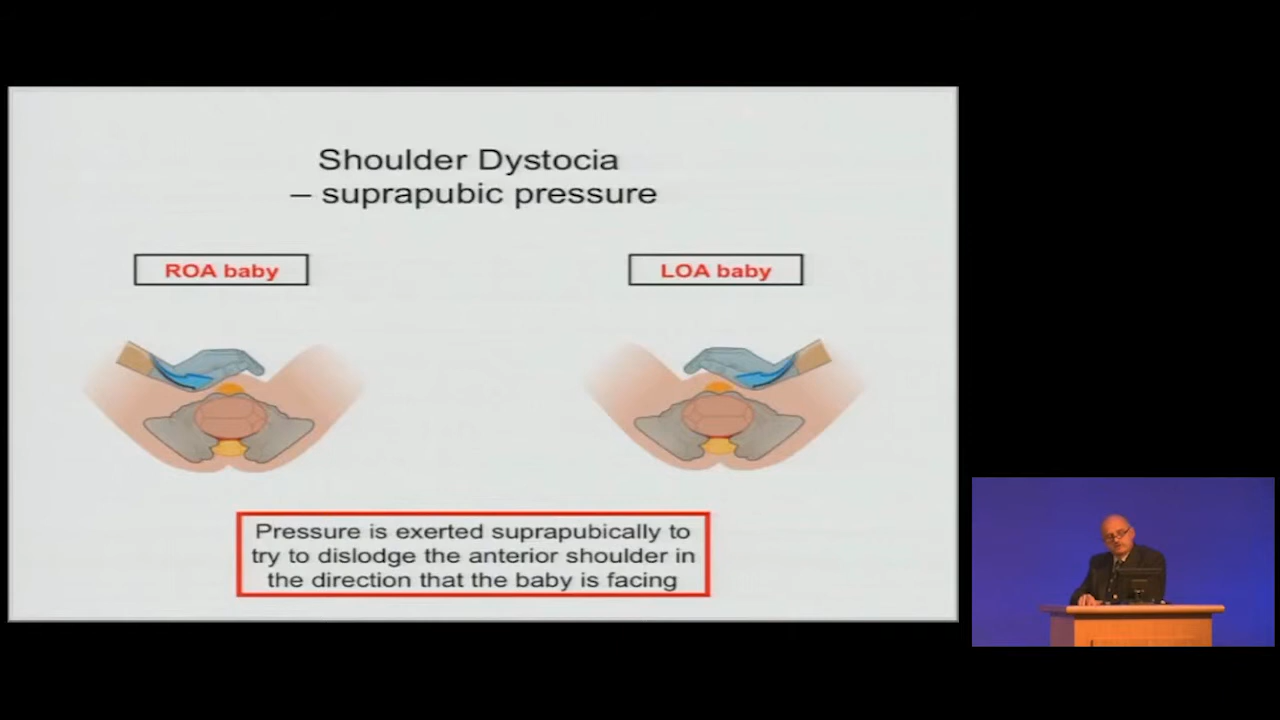 Shoulder Dystocia
– suprapubic pressure
ROA baby
LOA baby
Pressure is exerted suprapubically to
try to dislodge the anterior shoulder in
the direction that the baby is facing